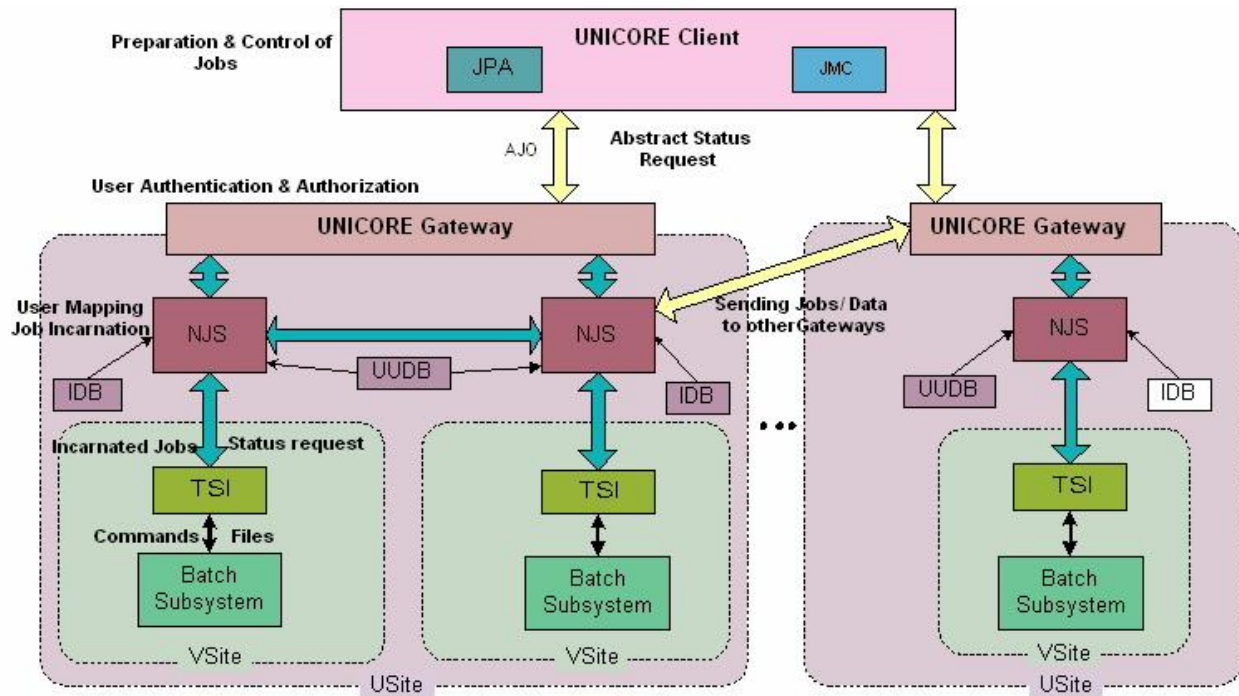 Preparation & Control of
Jobs
UNICORE Client
JPA
JMC
AJO
Abstract Status
Request
User Authentication & Authorization
UNICORE Gateway
UNICORE Gateway
User Mapping
Job Incarnation
NJS
NJS
Sending Jobs/Data
to otherGateways
NJS
IDB
UUDB
IDB
UUDB
IDB
Incarnated Jobs
Status request
...
TSI
TSI
TSI
Commands
Files
Batch
Subsystem
Batch
Subsystem
Batch
Subsystem
VSite
VSite
VSite
USite
USite